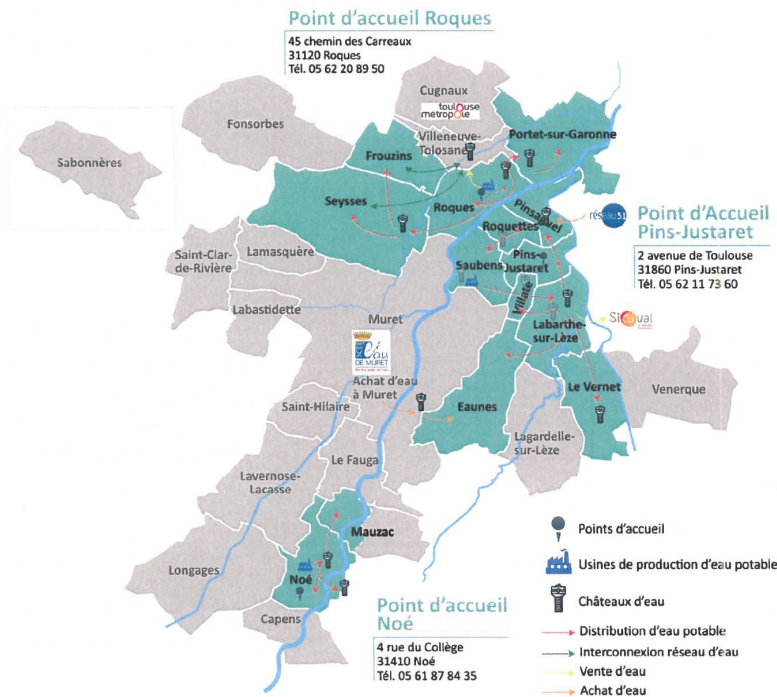 Point d'accueil Roques
45 chemin des Carreaux
31120 Roques
Tél. 05 62 20 89 50
Cugnaux
toulouse
métropole
Fonsorbes
Villeneuve-
Tolosane
Portet-sur-Garonne
Sabonnères
Frouzins
Seysses
Roques
Pinsaguel
réseau31
Roquettes
Point d'Accueil
Pins-Justaret
2 avenue de Toulouse
31860 Pins-Justaret
Tél. 05 62 11 73 60
Saint-Clar-
de-Rivière
Lamasquère
Pins-
Justaret
Saubens
Villate
Labastidette
Muret
Labarthe-
sur-Lèze
Sicoval
eau
DE MURET
Achat d'eau
à Muret
Le Vernet
Venerque
Saint-Hilaire
Eaunes
Lagardelle-
sur-Lèze
Le Fauga
Lavernose-
Lacasse
Mauzac
Longages
Noé
Capens
Point d'accueil
Noé
4 rue du Collège
31410 Noé
Tél. 05 61 87 84 35
Points d'accueil
Usines de production d'eau potable
Châteaux d'eau
Distribution d'eau potable
Interconnexion réseau d'eau
Vente d'eau
Achat d'eau